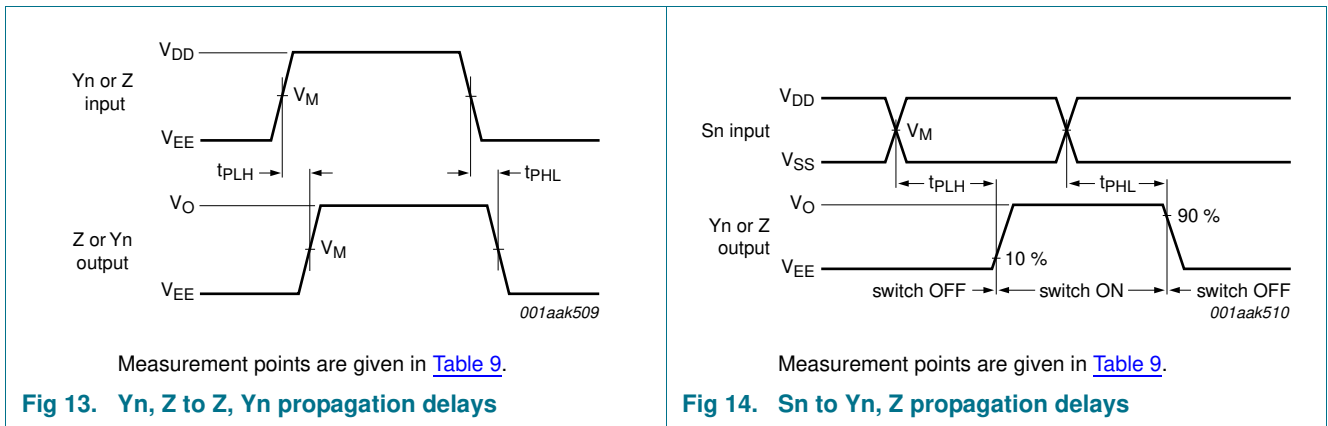 VDD
Yn or Z
input
VM
VEE
tPLH
tPHL
VO
Z or Yn
output
VM
VEE
001aak509
Measurement points are given in Table 9.
Fig 13. Yn, Z to Z, Yn propagation delays
VDD
Sn input
VM
VSS
tPLH
tPHL
VO
Yn or Z
output
90 %
10 %
VEE
switch OFF
switch ON
switch OFF
001aak510
Measurement points are given in Table 9.
Fig 14. Sn to Yn, Z propagation delays